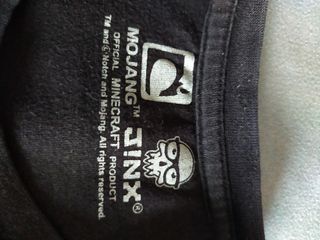 MOJANG™
JINX®
OFFICIAL MINECRAFT PRODUCT
TM and © Notch and Mojang. All rights reserved.